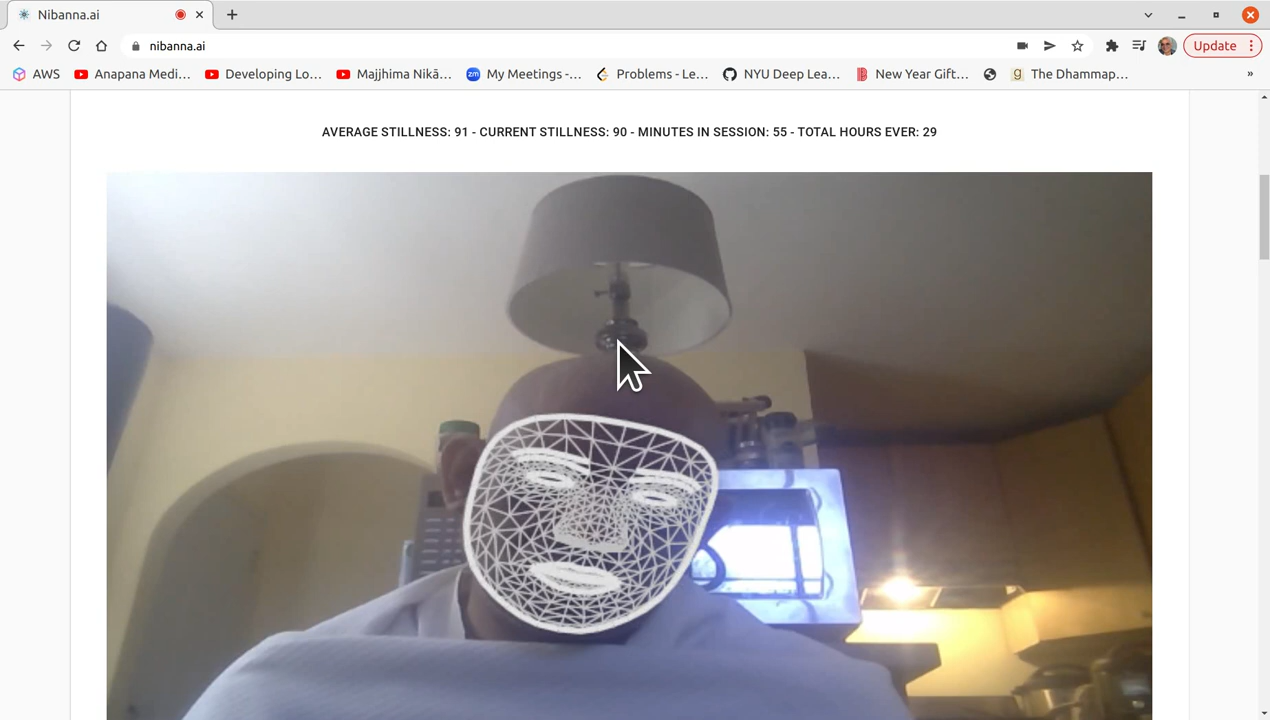 Nibanna.ai
nibanna.ai
Update
AWS Anapana Medi... Developing Lo... Majjhima Nikā... My Meetings -... Problems - Le... NYU Deep Lea... New Year Gift... The Dhammap... »
AVERAGE STILLNESS: 91 - CURRENT STILLNESS: 90 - MINUTES IN SESSION: 55 - TOTAL HOURS EVER: 29